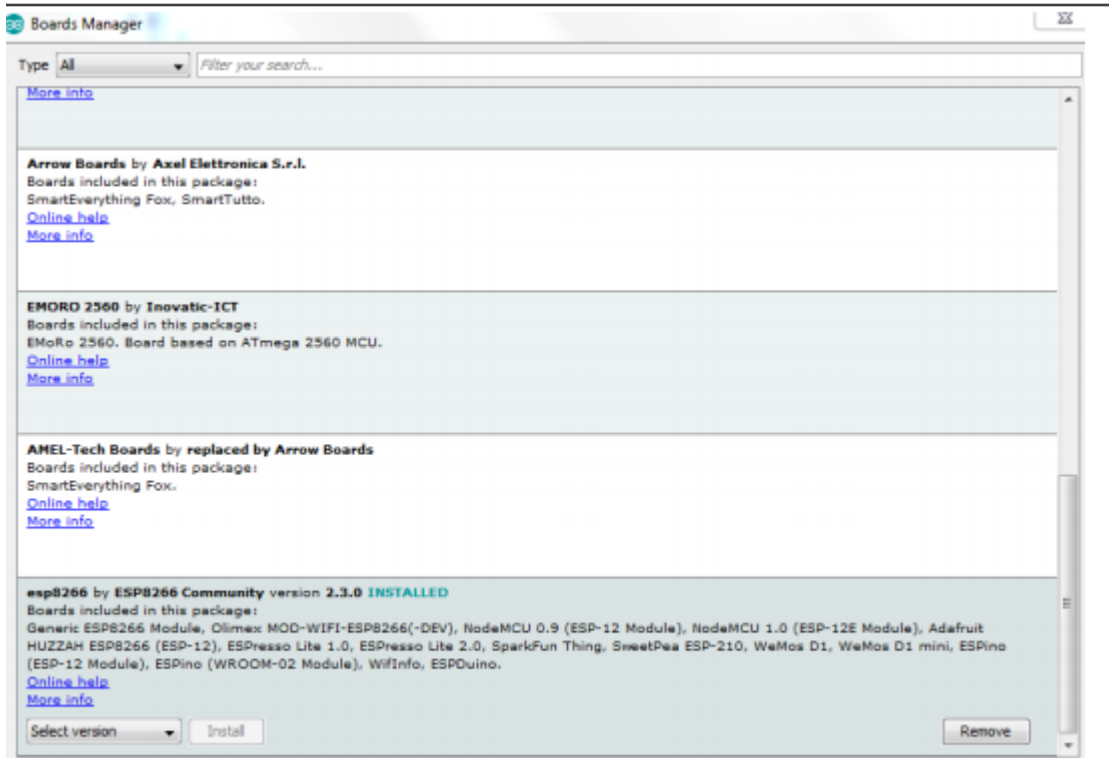 Boards Manager
Type All Filter your search...
More info
Arrow Boards by Axel Elettronica S.r.l.
Boards included in this package:
SmartEverything Fox, SmartTutto.
Online help
More info
EMORO 2560 by Inovatic-ICT
Boards included in this package:
EMoRo 2560. Board based on ATmega 2560 MCU.
Online help
More info
AMEL-Tech Boards by replaced by Arrow Boards
Boards included in this package:
SmartEverything Fox.
Online help
More info
esp8266 by ESP8266 Community version 2.3.0 INSTALLED
Boards included in this package:
Generic ESP8266 Module, Olimex MOD-WIFI-ESP8266(-DEV), NodeMCU 0.9 (ESP-12 Module), NodeMCU 1.0 (ESP-12E Module), Adafruit
HUZZAH ESP8266 (ESP-12), ESPresso Lite 1.0, ESPresso Lite 2.0, SparkFun Thing, SweetPea ESP-210, WeMos D1, WeMos D1 mini, ESPino
(ESP-12 Module), ESPino (WROOM-02 Module), WifInfo, ESPDuino.
Online help
More info
Select version Install Remove